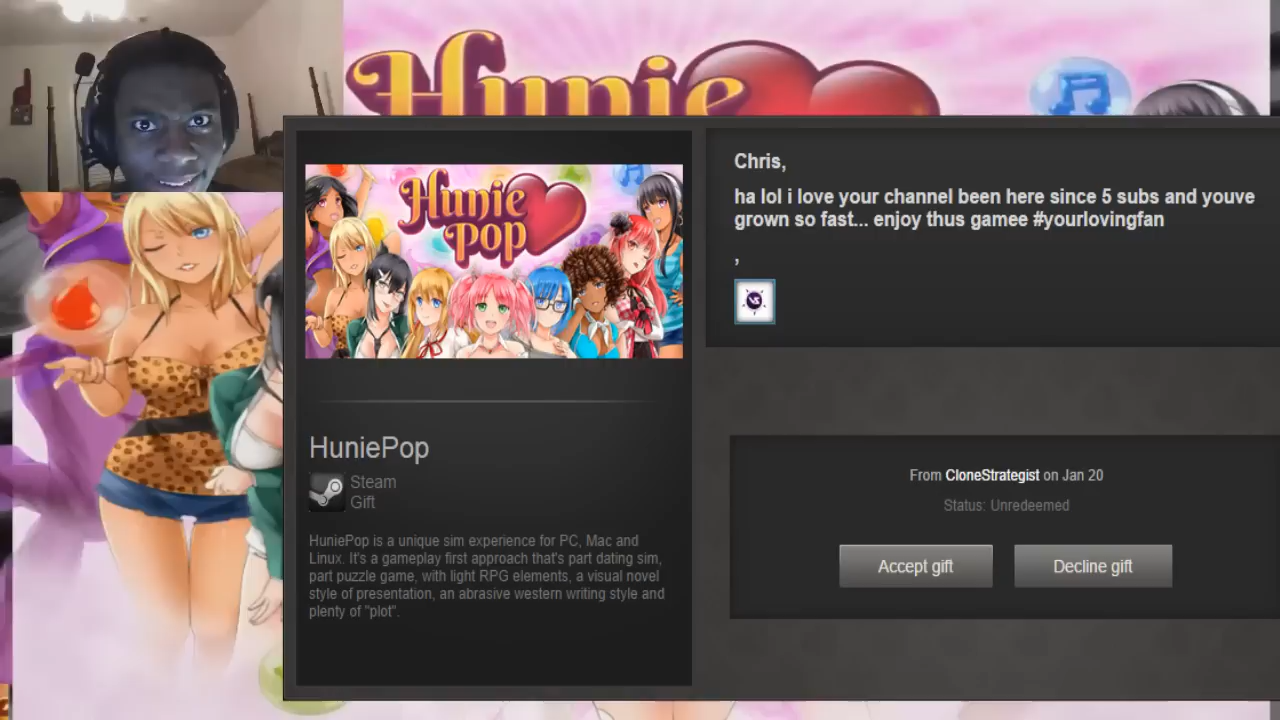 Hunie
Hunie
Pop
Chris,
ha lol i love your channel been here since 5 subs and youve
grown so fast... enjoy thus gamee #yourlovingfan
,
HuniePop
Steam
Gift
HuniePop is a unique sim experience for PC, Mac and
Linux. It's a gameplay first approach that's part dating sim,
part puzzle game, with light RPG elements, a visual novel
style of presentation, an abrasive western writing style and
plenty of "plot".
From CloneStrategist on Jan 20
Status: Unredeemed
Accept gift
Decline gift